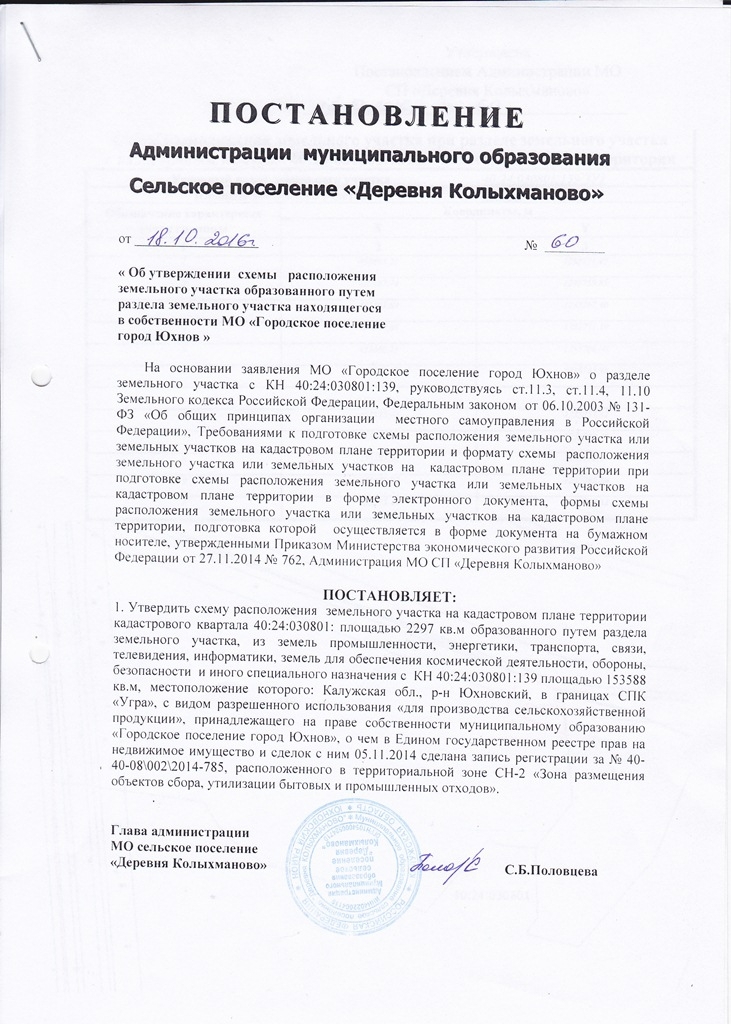 ПОСТАНОВЛЕНИЕ
Администрации муниципального образования
Сельское поселение «Деревня Колыхманово»
от 18.10.2016г № 60
« Об утверждении схемы расположения
земельного участка образованного путем
раздела земельного участка находящегося
в собственности МО «Городское поселение
город Юхнов »
На основании заявления МО «Городское поселение город Юхнов» о разделе
земельного участка с КН 40:24:030801:139, руководствуясь ст.11.3, ст.11.4, 11.10
Земельного кодекса Российской Федерации, Федеральным законом от 06.10.2003 № 131-
ФЗ «Об общих принципах организации местного самоуправления в Российской
Федерации», Требованиями к подготовке схемы расположения земельного участка или
земельных участков на кадастровом плане территории и формату схемы расположения
земельного участка или земельных участков на кадастровом плане территории при
подготовке схемы расположения земельного участка или земельных участков на
кадастровом плане территории в форме электронного документа, формы схемы
расположения земельного участка или земельных участков на кадастровом плане
территории, подготовка которой осуществляется в форме документа на бумажном
носителе, утвержденными Приказом Министерства экономического развития Российской
Федерации от 27.11.2014 № 762, Администрация МО СП «Деревня Колыхманово»
ПОСТАНОВЛЯЕТ:
1. Утвердить схему расположения земельного участка на кадастровом плане территории
кадастрового квартала 40:24:030801: площадью 2297 кв.м образованного путем раздела
земельного участка, из земель промышленности, энергетики, транспорта, связи,
телевидения, информатики, земель для обеспечения космической деятельности, обороны,
безопасности и иного специального назначения с КН 40:24:030801:139 площадью 153588
кв.м, местоположение которого: Калужская обл., р-н Юхновский, в границах СПК
«Угра», с видом разрешенного использования «для производства сельскохозяйственной
продукции», принадлежащего на праве собственности муниципальному образованию
«Городское поселение город Юхнов», о чем в Едином государственном реестре прав на
недвижимое имущество и сделок с ним 05.11.2014 сделана запись регистрации за № 40-
40-08\002\2014-785, расположенного в территориальной зоне СН-2 «Зона размещения
объектов сбора, утилизации бытовых и промышленных отходов».
Глава администрации
МО сельское поселение
«Деревня Колыхманово» С.Б.Половцева
Администрация
муниципального
образования
сельское
поселение
"Деревня
Колыхманово"